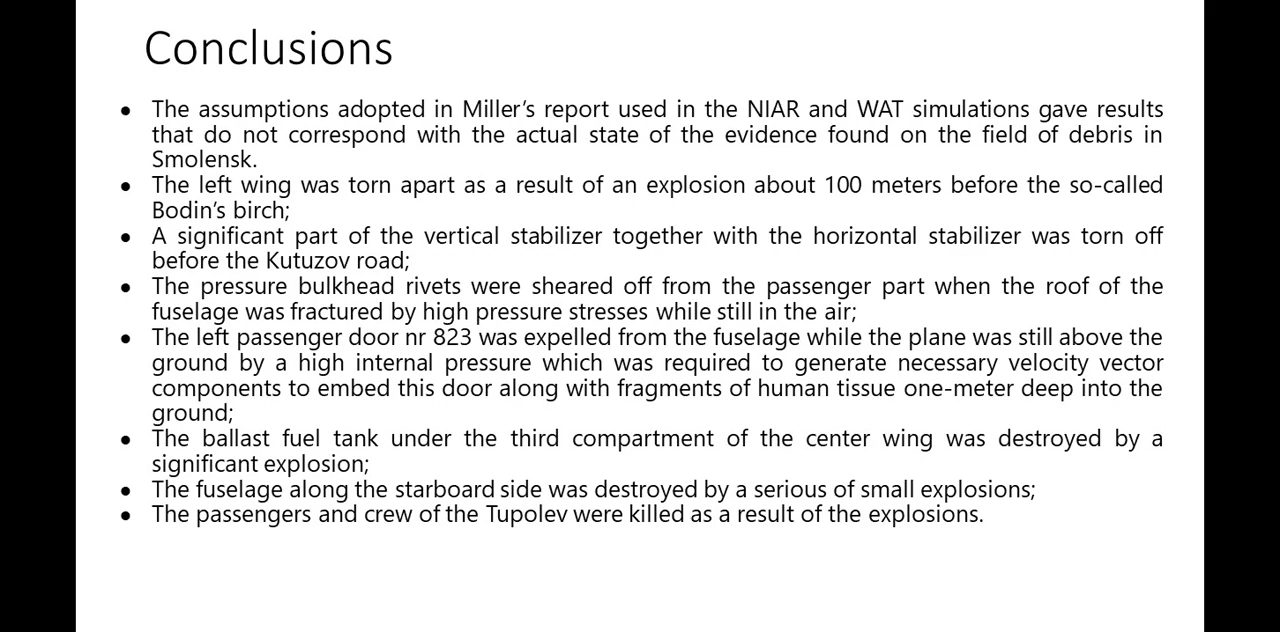 Conclusions
• The assumptions adopted in Miller’s report used in the NIAR and WAT simulations gave results
that do not correspond with the actual state of the evidence found on the field of debris in
Smolensk.
• The left wing was torn apart as a result of an explosion about 100 meters before the so-called
Bodin’s birch;
• A significant part of the vertical stabilizer together with the horizontal stabilizer was torn off
before the Kutuzov road;
• The pressure bulkhead rivets were sheared off from the passenger part when the roof of the
fuselage was fractured by high pressure stresses while still in the air;
• The left passenger door nr 823 was expelled from the fuselage while the plane was still above the
ground by a high internal pressure which was required to generate necessary velocity vector
components to embed this door along with fragments of human tissue one-meter deep into the
ground;
• The ballast fuel tank under the third compartment of the center wing was destroyed by a
significant explosion;
• The fuselage along the starboard side was destroyed by a serious of small explosions;
• The passengers and crew of the Tupolev were killed as a result of the explosions.